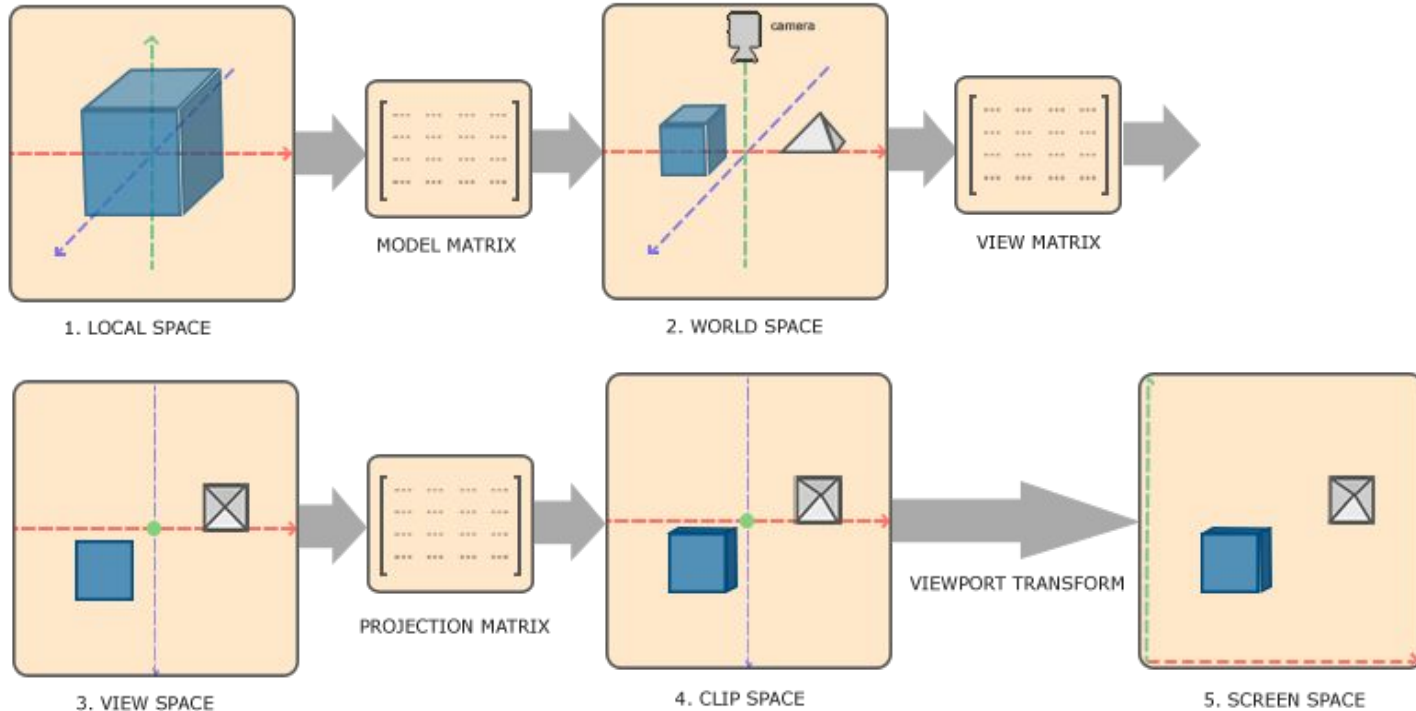 camera
MODEL MATRIX
VIEW MATRIX
1. LOCAL SPACE
2. WORLD SPACE
PROJECTION MATRIX
VIEWPORT TRANSFORM
3. VIEW SPACE
4. CLIP SPACE
5. SCREEN SPACE